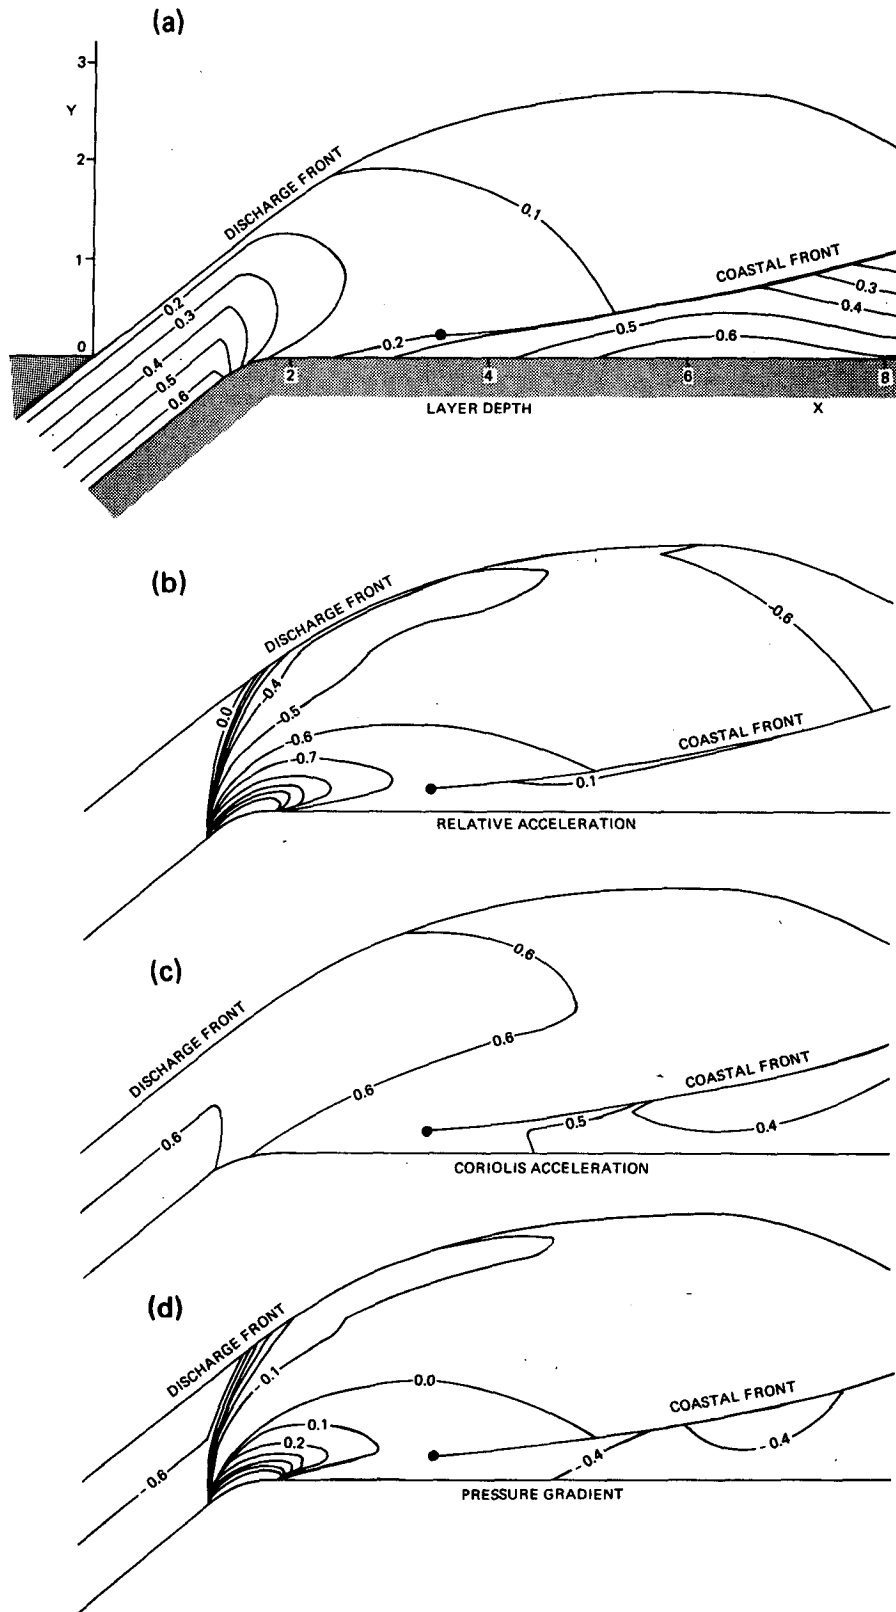 (a)
3
Y
2
1
0
DISCHARGE FRONT
0.1
COASTAL FRONT
0.2
0.3
0.4
0.5
0.6
0.2
0.5
0.6
0.3
0.4
2
4
6
8
LAYER DEPTH
X
(b)
DISCHARGE FRONT
0.0
-0.4
-0.5
-0.6
-0.7
-0.6
COASTAL FRONT
0.1
RELATIVE ACCELERATION
(c)
DISCHARGE FRONT
0.6
0.6
0.6
0.6
COASTAL FRONT
0.5
0.4
CORIOLIS ACCELERATION
(d)
DISCHARGE FRONT
-0.1
-0.6
0.0
0.1
0.2
COASTAL FRONT
-0.4
-0.4
PRESSURE GRADIENT